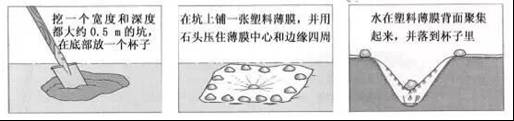 挖一个宽度和深度
都大约0.5 m的坑,
在底部放一个杯子
在坑上铺一张塑料薄膜,并用
石头压住薄膜中心和边缘四周
水在塑料薄膜背面聚集
起来,并落到杯子里